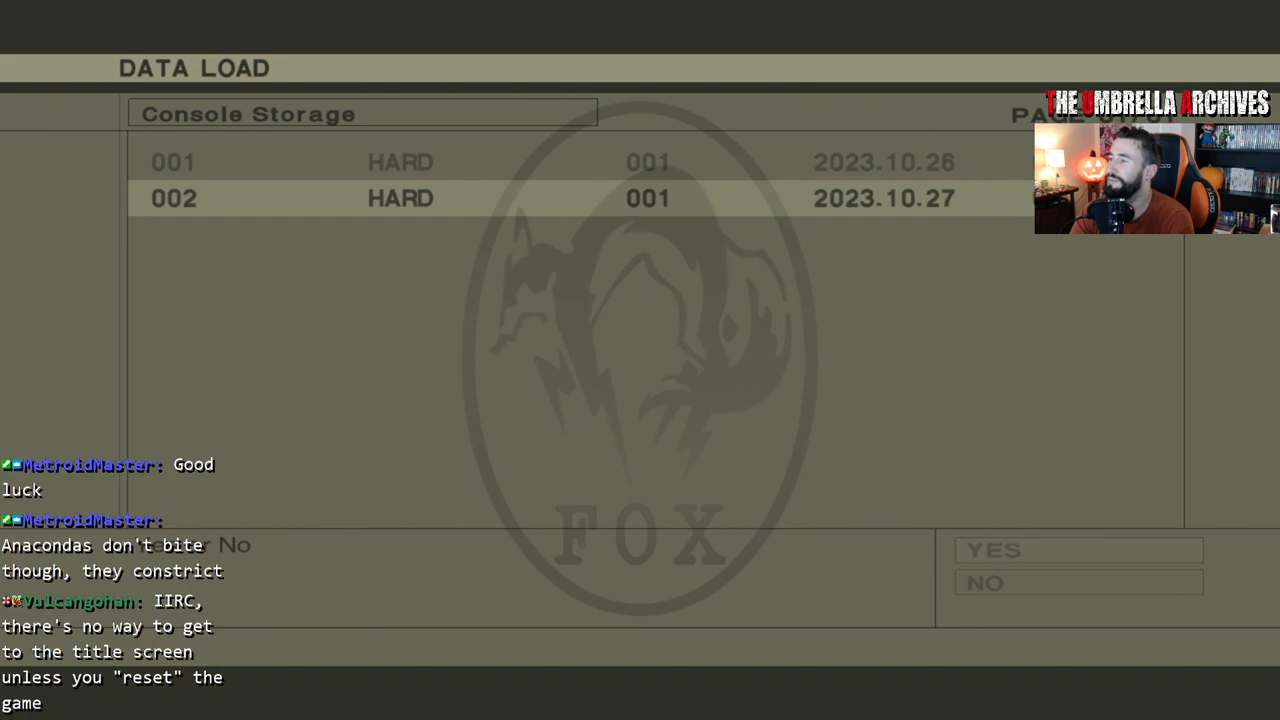 DATA LOAD
THE UMBRELLA ARCHIVES
Console Storage
001 HARD 001 2023.10.26
002 HARD 001 2023.10.27
FOX
MetroidMaster: Good
luck
MetroidMaster:
Anacondas don't bite
though, they constrict
Vulcangohan: IIRC,
there's no way to get
to the title screen
unless you "reset" the
game
No
YES
NO